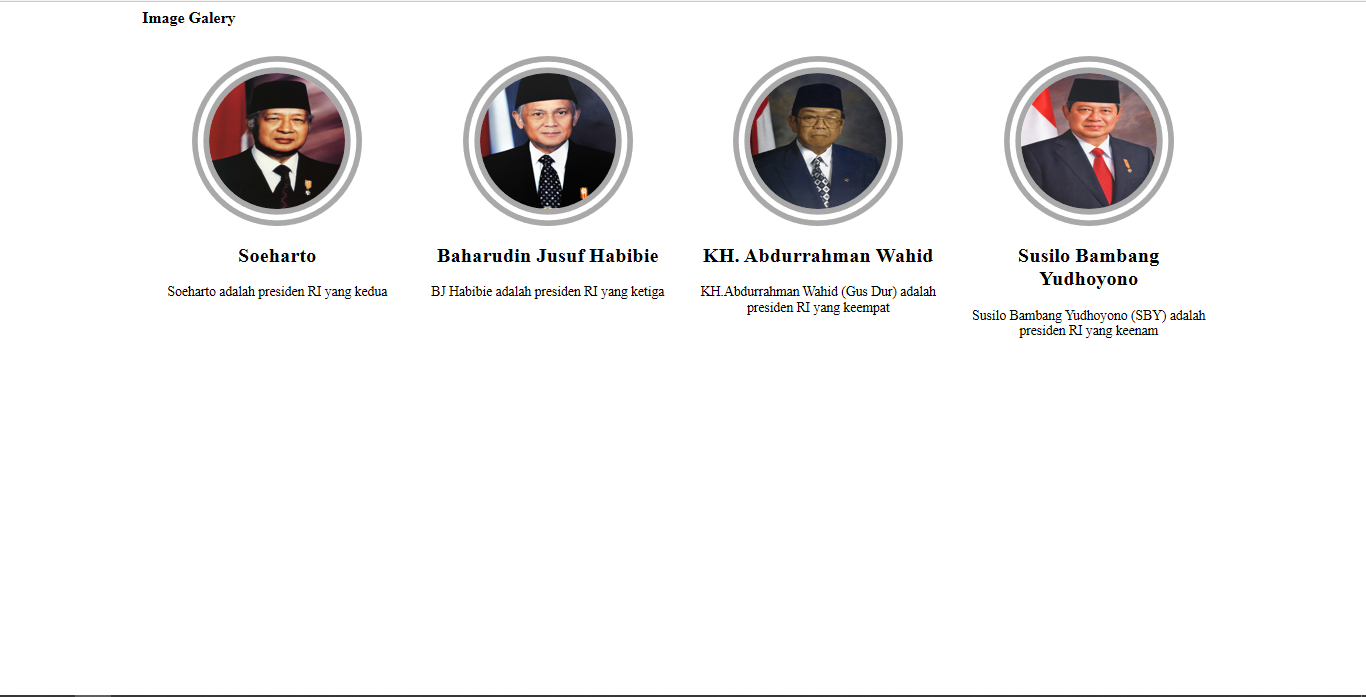 Image Galery
Soeharto
Soeharto adalah presiden RI yang kedua
Baharudin Jusuf Habibie
BJ Habibie adalah presiden RI yang ketiga
KH. Abdurrahman Wahid
KH.Abdurrahman Wahid (Gus Dur) adalah
presiden RI yang keempat
Susilo Bambang
Yudhoyono
Susilo Bambang Yudhoyono (SBY) adalah
presiden RI yang keenam